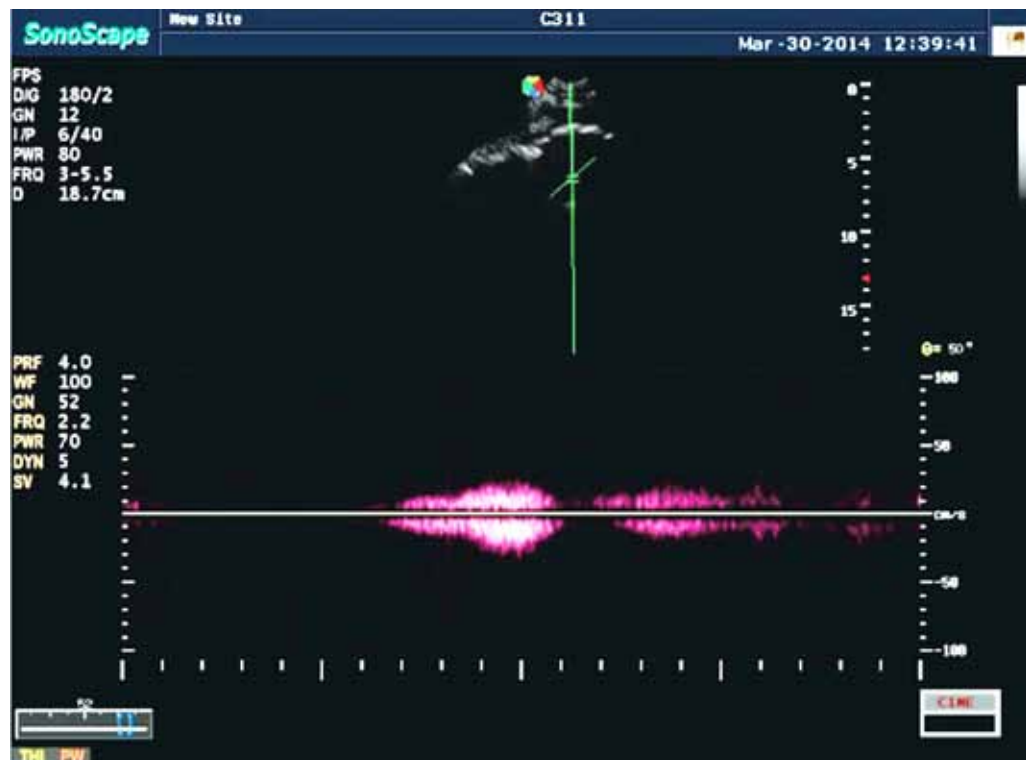 SonoScape
New Site
C311
Mar-30-2014 12:39:41
FPS
D/G 180/2
GN 12
I/P 6/40
PWR 80
FRQ 3-5.5
D 18.7cm
0
5
10
15
θ= 50°
PRF 4.0
WF 100
GN 52
FRQ 2.2
PWR 70
DYN 5
SV 4.1
100
50
CM/S
-50
-100
CINE
THI PW